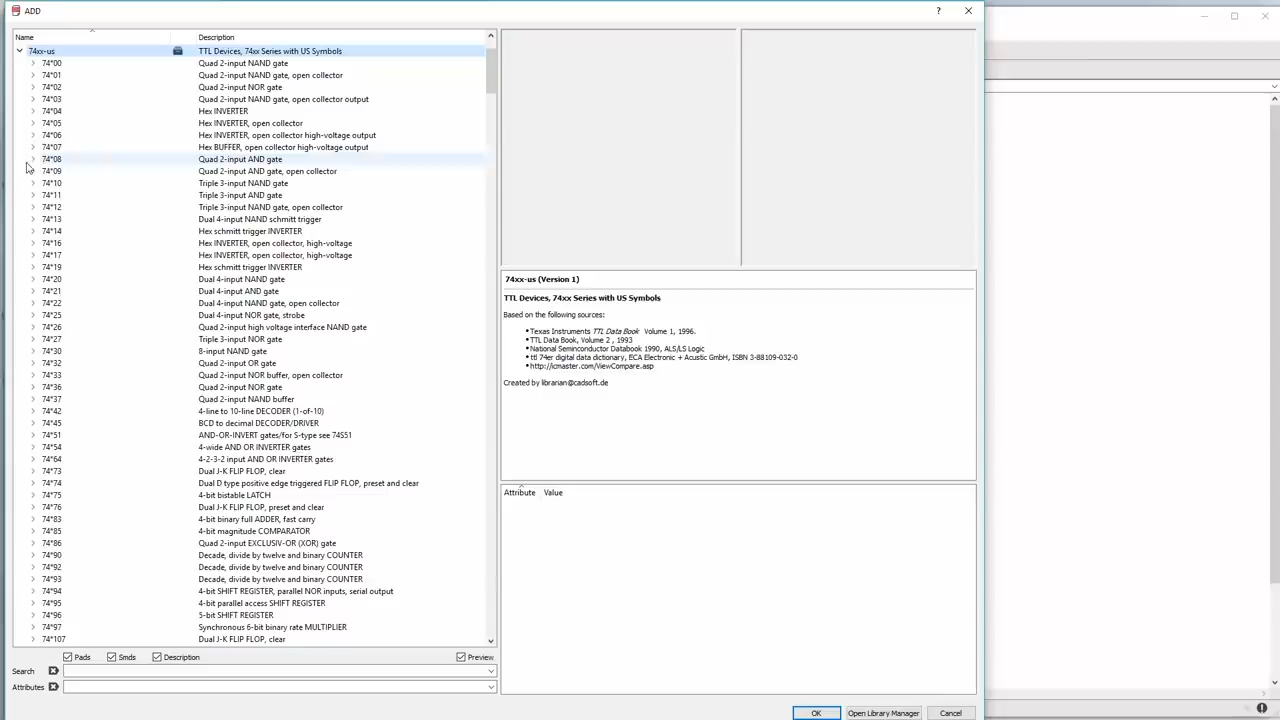 ADD
?
Name Description
74xx-us TTL Devices, 74xx Series with US Symbols
74*00 Quad 2-input NAND gate
74*01 Quad 2-input NAND gate, open collector
74*02 Quad 2-input NOR gate
74*03 Quad 2-input NAND gate, open collector output
74*04 Hex INVERTER
74*05 Hex INVERTER, open collector
74*06 Hex INVERTER, open collector high-voltage output
74*07 Hex BUFFER, open collector high-voltage output
74*08 Quad 2-input AND gate
74*09 Quad 2-input AND gate, open collector
74*10 Triple 3-input NAND gate
74*11 Triple 3-input AND gate
74*12 Triple 3-input NAND gate, open collector
74*13 Dual 4-input NAND schmitt trigger
74*14 Hex schmitt trigger INVERTER
74*16 Hex INVERTER, open collector, high-voltage
74*17 Hex INVERTER, open collector, high-voltage
74*19 Hex schmitt trigger INVERTER
74*20 Dual 4-input NAND gate
74*21 Dual 4-input AND gate
74*22 Dual 4-input NAND gate, open collector
74*25 Dual 4-input NOR gate, strobe
74*26 Quad 2-input high voltage interface NAND gate
74*27 Triple 3-input NOR gate
74*30 8-input NAND gate
74*32 Quad 2-input OR gate
74*33 Quad 2-input NOR buffer, open collector
74*36 Quad 2-input NOR gate
74*37 Quad 2-input NAND buffer
74*42 4-line to 10-line DECODER (1-of-10)
74*45 BCD to decimal DECODER/DRIVER
74*51 AND-OR-INVERT gates/for S-type see 74S51
74*54 4-wide AND OR INVERTER gates
74*64 4-2-3-2 input AND OR INVERTER gates
74*73 Dual J-K FLIP FLOP, clear
74*74 Dual D type positive edge triggered FLIP FLOP, preset and clear
74*75 4-bit bistable LATCH
74*76 Dual J-K FLIP FLOP, preset and clear
74*83 4-bit binary full ADDER, fast carry
74*85 4-bit magnitude COMPARATOR
74*86 Quad 2-input EXCLUSIV-OR (XOR) gate
74*90 Decade, divide by twelve and binary COUNTER
74*92 Decade, divide by twelve and binary COUNTER
74*93 Decade, divide by twelve and binary COUNTER
74*94 4-bit SHIFT REGISTER, parallel NOR inputs, serial output
74*95 4-bit parallel access SHIFT REGISTER
74*96 5-bit SHIFT REGISTER
74*97 Synchronous 6-bit binary rate MULTIPLIER
74*107 Dual J-K FLIP FLOP, clear
Pads Smds Description Preview
Search
Attributes
74xx-us (Version 1)
TTL Devices, 74xx Series with US Symbols
Based on the following sources:
•Texas Instruments TTL Data Book Volume 1, 1996.
•TTL Data Book, Volume 2 , 1993
•National Seminconductor Databook 1990, ALS/LS Logic
•ttl 74er digital data dictionary, ECA Electronic + Acustic GmbH, ISBN 3-88109-032-0
•http://icmaster.com/ViewCompare.asp
Created by librarian@cadsoft.de
Attribute Value
OK Open Library Manager Cancel